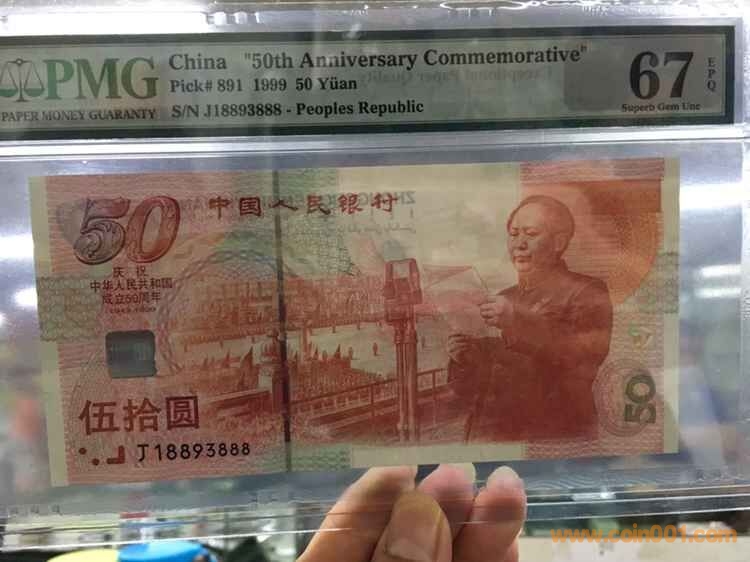 PMG
PAPER MONEY GUARANTY
China "50th Anniversary Commemorative"
Pick# 891 1999 50 Yüan
S/N J18893888 - Peoples Republic
67
EPQ
Superb Gem Unc
50
中国人民银行
庆祝
中华人民共和国
成立50周年
1949-1999
伍拾圆
J18893888
50
www.coin001.com